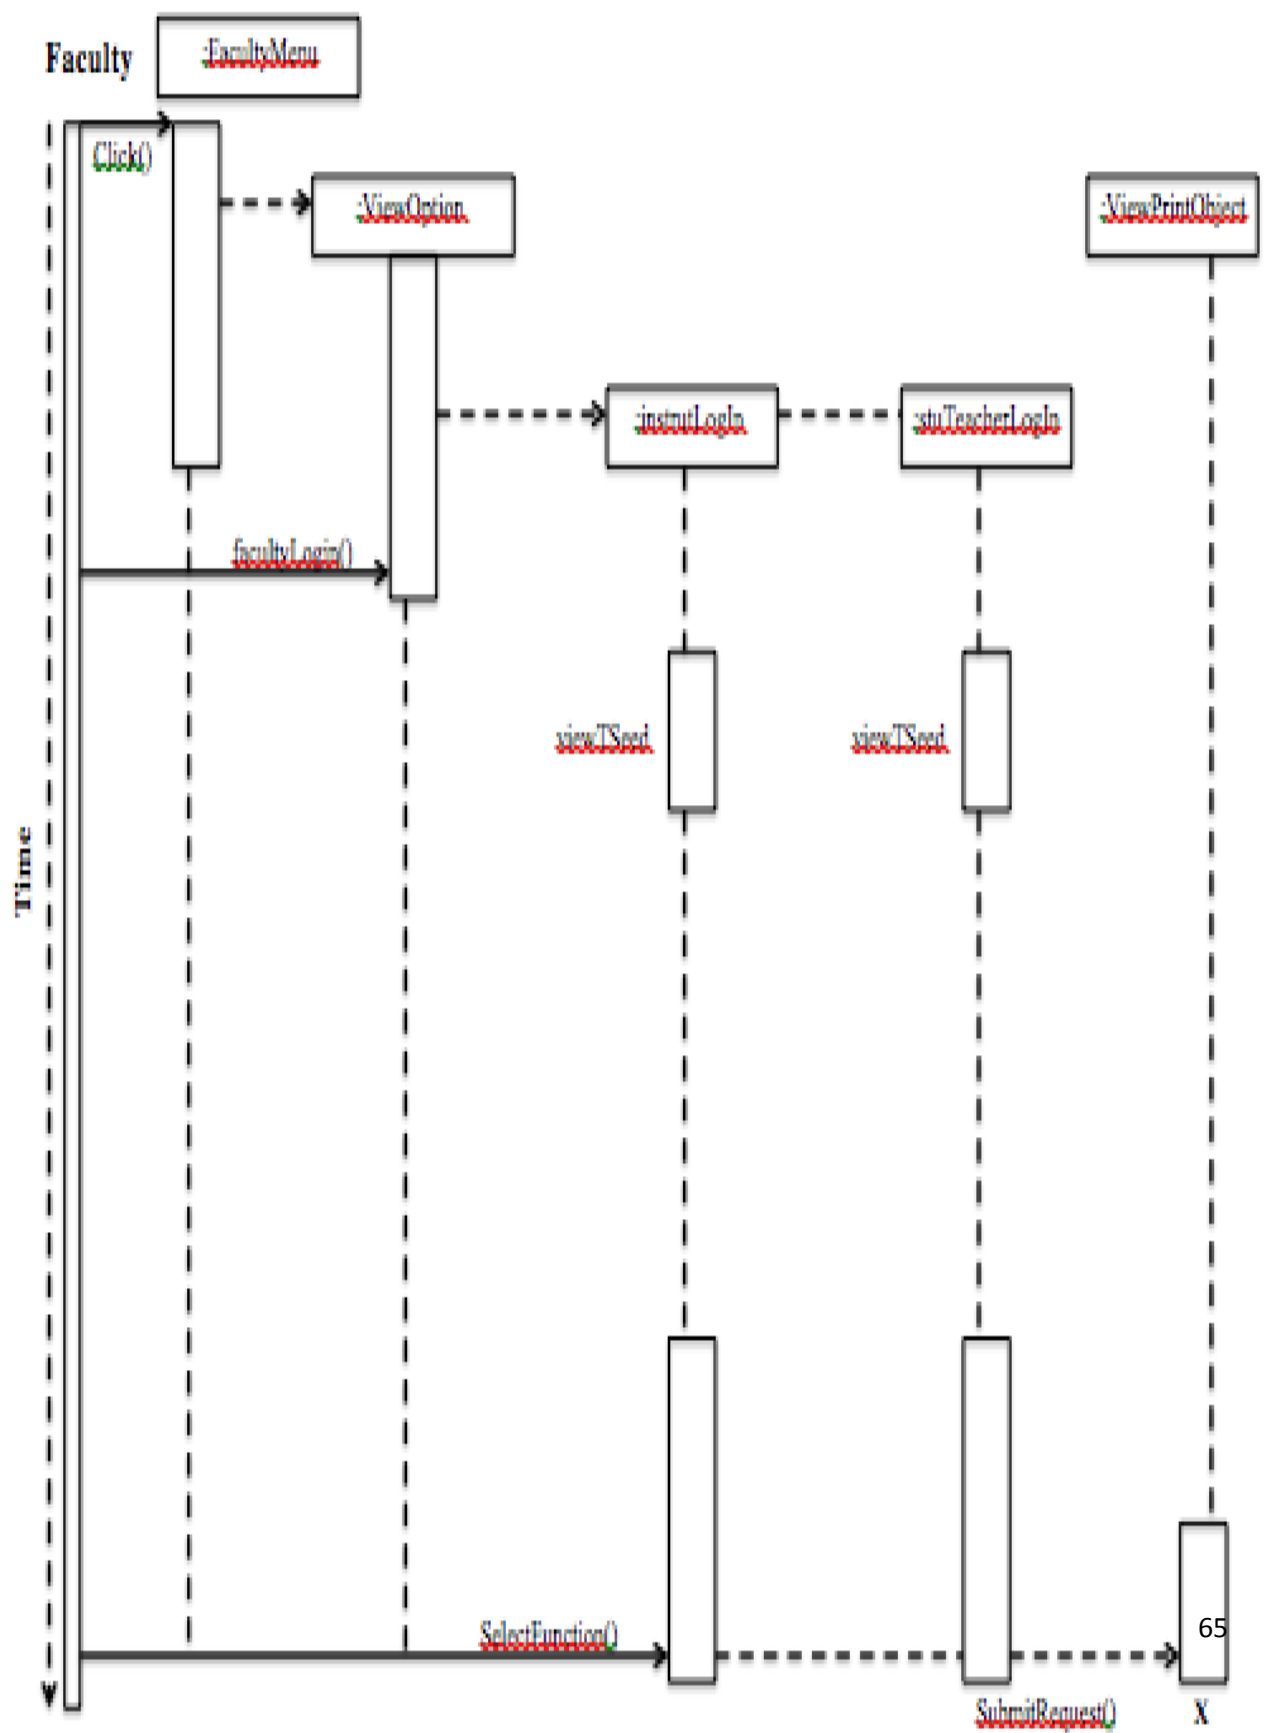 Faculty
:FacultyMenu
Click()
:ViewOption
:ViewPrintObject
:instrutLogIn
:stuTeacherLogIn
facultyLogin()
viewTSeed
viewTSeed
Time
SelectFunction()
65
SubmitRequest()
X